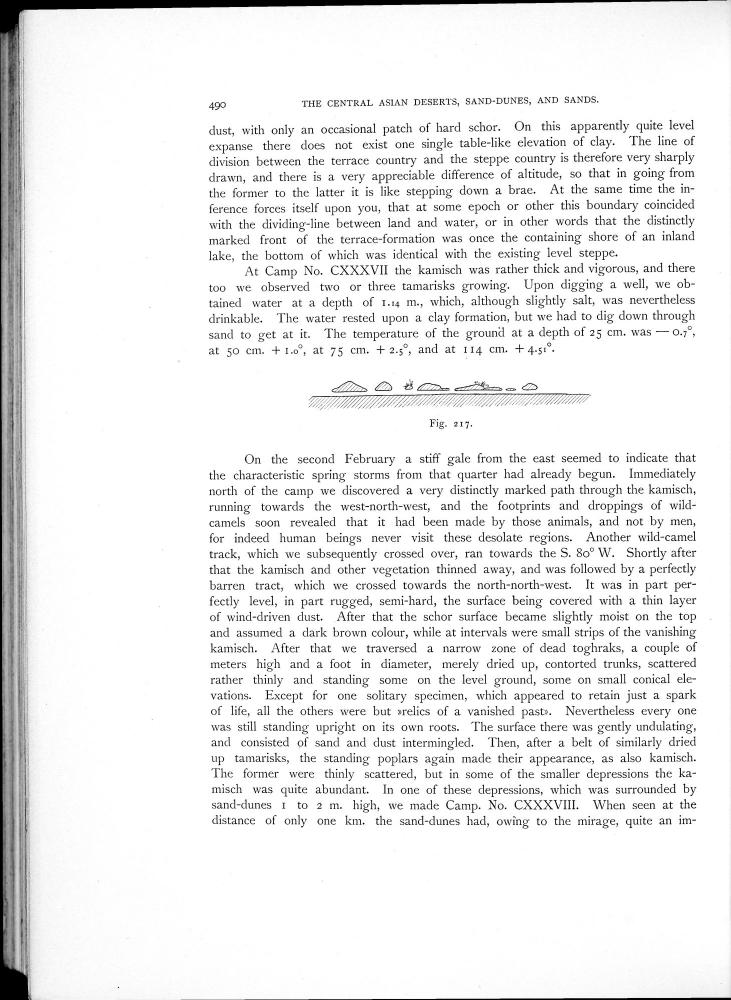 490 THE CENTRAL ASIAN DESERTS, SAND-DUNES, AND SANDS.
dust, with only an occasional patch of hard schor. On this apparently quite level
expanse there does not exist one single table-like elevation of clay. The line of
division between the terrace country and the steppe country is therefore very sharply
drawn, and there is a very appreciable difference of altitude, so that in going from
the former to the latter it is like stepping down a brae. At the same time the in-
ference forces itself upon you, that at some epoch or other this boundary coincided
with the dividing-line between land and water, or in other words that the distinctly
marked front of the terrace-formation was once the containing shore of an inland
lake, the bottom of which was identical with the existing level steppe.
At Camp No. CXXXVII the kamisch was rather thick and vigorous, and there
too we observed two or three tamarisks growing. Upon digging a well, we ob-
tained water at a depth of 1.14 m., which, although slightly salt, was nevertheless
drinkable. The water rested upon a clay formation, but we had to dig down through
sand to get at it. The temperature of the ground at a depth of 25 cm. was — 0.7°,
at 50 cm. + 1.0°, at 75 cm. + 2.5°, and at 114 cm. + 4.51°.
Fig. 217.
On the second February a stiff gale from the east seemed to indicate that
the characteristic spring storms from that quarter had already begun. Immediately
north of the camp we discovered a very distinctly marked path through the kamisch,
running towards the west-north-west, and the footprints and droppings of wild-
camels soon revealed that it had been made by those animals, and not by men,
for indeed human beings never visit these desolate regions. Another wild-camel
track, which we subsequently crossed over, ran towards the S. 80° W. Shortly after
that the kamisch and other vegetation thinned away, and was followed by a perfectly
barren tract, which we crossed towards the north-north-west. It was in part per-
fectly level, in part rugged, semi-hard, the surface being covered with a thin layer
of wind-driven dust. After that the schor surface became slightly moist on the top
and assumed a dark brown colour, while at intervals were small strips of the vanishing
kamisch. After that we traversed a narrow zone of dead toghraks, a couple of
meters high and a foot in diameter, merely dried up, contorted trunks, scattered
rather thinly and standing some on the level ground, some on small conical ele-
vations. Except for one solitary specimen, which appeared to retain just a spark
of life, all the others were but »relics of a vanished past». Nevertheless every one
was still standing upright on its own roots. The surface there was gently undulating,
and consisted of sand and dust intermingled. Then, after a belt of similarly dried
up tamarisks, the standing poplars again made their appearance, as also kamisch.
The former were thinly scattered, but in some of the smaller depressions the ka-
misch was quite abundant. In one of these depressions, which was surrounded by
sand-dunes 1 to 2 m. high, we made Camp. No. CXXXVIII. When seen at the
distance of only one km. the sand-dunes had, owing to the mirage, quite an im-